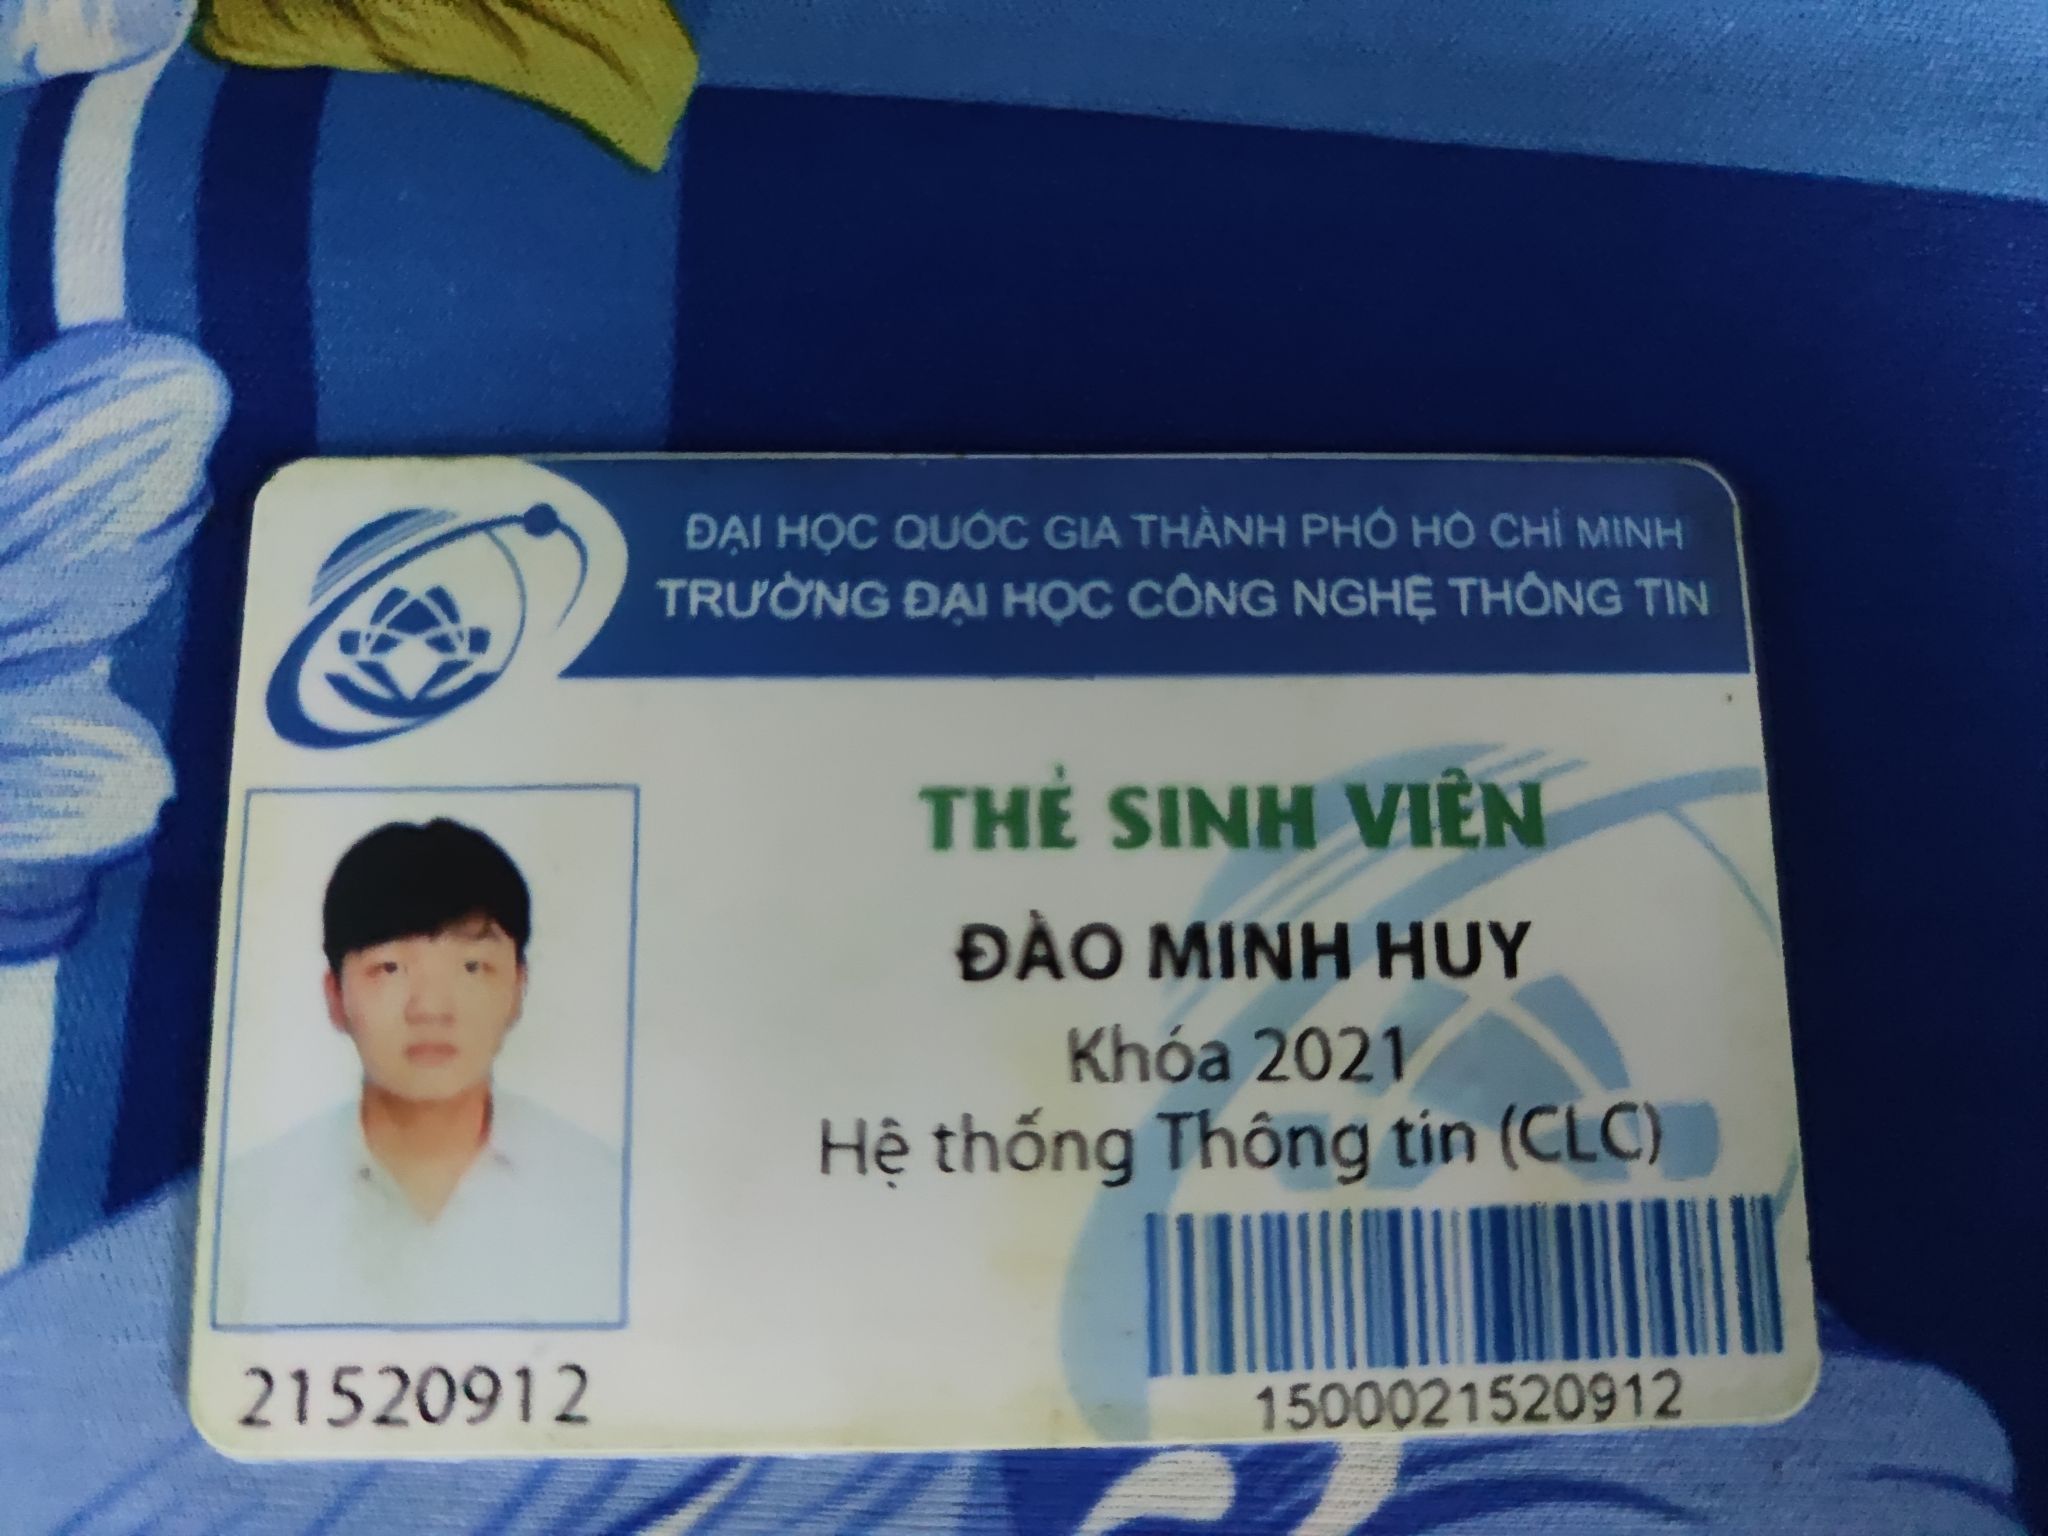 ĐẠI HỌC QUỐC GIA THÀNH PHỐ HỒ CHÍ MINH
TRƯỜNG ĐẠI HỌC CÔNG NGHỆ THÔNG TIN
THẺ SINH VIÊN
ĐÀO MINH HUY
Khóa 2021
Hệ thống Thông tin (CLC)
21520912
1500021520912